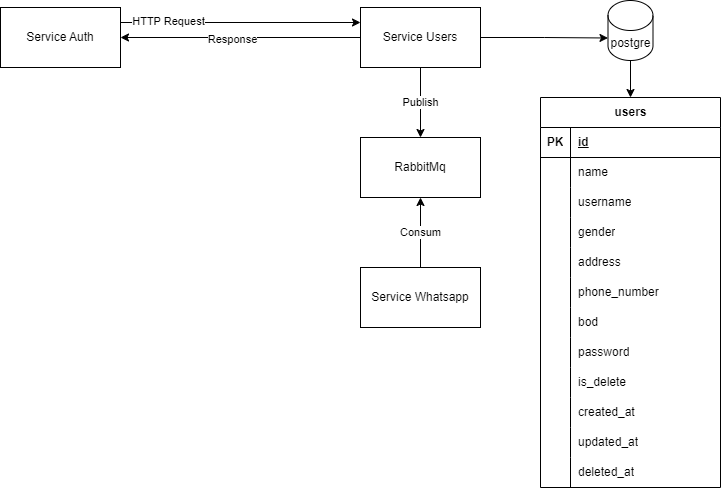 HTTP Request
Service Auth
Service Users
Response
postgre
Publish
users
PK id
RabbitMq
name
username
gender
Consum
address
Service Whatsapp
phone_number
bod
password
is_delete
created_at
updated_at
deleted_at